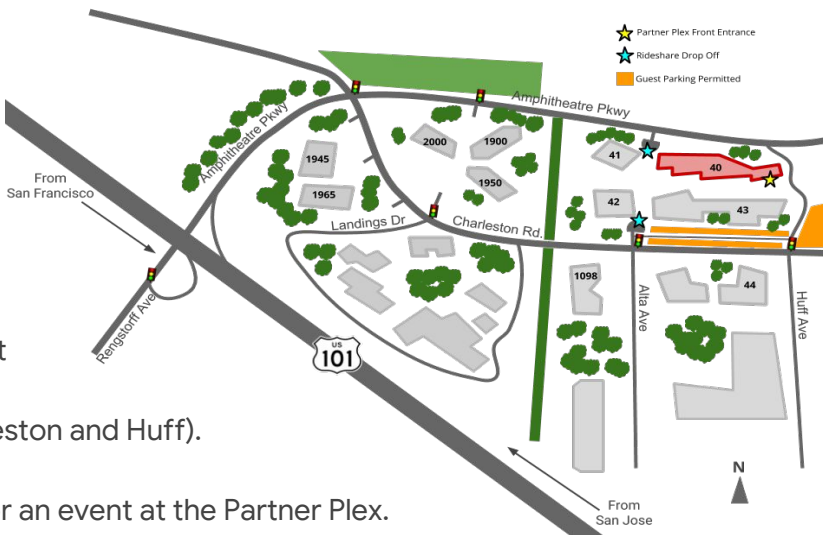 Partner Plex Front Entrance
Rideshare Drop Off
Guest Parking Permitted
Amphitheatre Pkwy
Amphitheatre Pkwy
2000
1900
41
40
1945
1950
1965
42
43
From
San Francisco
Landings Dr
Charleston Rd.
1098
44
Alta Ave
Huff Ave
Rengstorff Ave
US
101
t
eston and Huff).
N
From
San Jose
r an event at the Partner Plex.